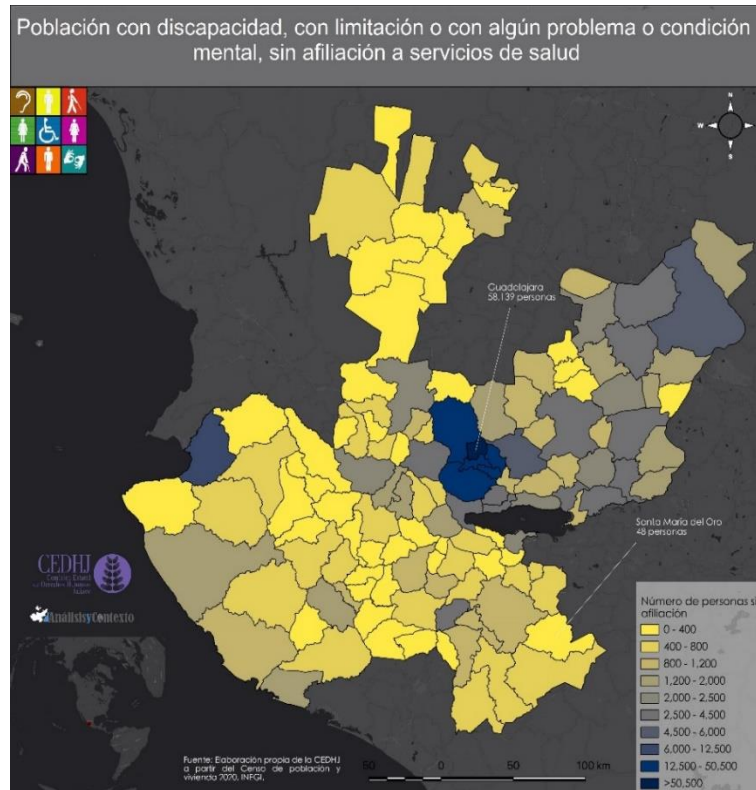 Población con discapacidad, con limitación o con algún problema o condición
mental, sin afiliación a servicios de salud
N
W
E
S
Guadalajara
58,139 personas
Santa María del Oro
48 personas
CEDHJ
AnálisisyContexto
Número de personas si
afiliación
0 - 400
400 - 800
800 - 1,200
1,200 - 2,000
2,000 - 2,500
2,500 - 4,500
4,500 - 6,000
6,000 - 12,500
12,500 - 50,500
>50,500
Fuente: Elaboración propia de la CEDHJ
a partir del Censo de población y
vivienda 2020, INEGI.
50 0 50 100 km